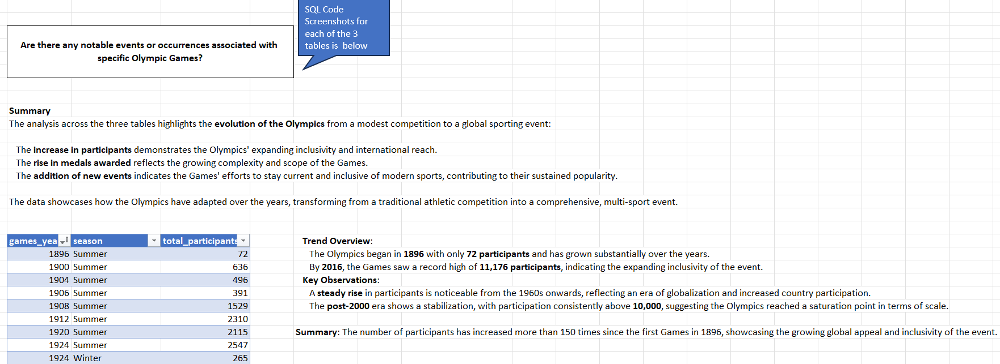 SQL Code
Screenshots for
each of the 3
tables is below
Are there any notable events or occurrences associated with
specific Olympic Games?
Summary
The analysis across the three tables highlights the evolution of the Olympics from a modest competition to a global sporting event:
The increase in participants demonstrates the Olympics' expanding inclusivity and international reach.
The rise in medals awarded reflects the growing complexity and scope of the Games.
The addition of new events indicates the Games' efforts to stay current and inclusive of modern sports, contributing to their sustained popularity.
The data showcases how the Olympics have adapted over the years, transforming from a traditional athletic competition into a comprehensive, multi-sport event.
games_yea season total_participants
1896 Summer 72
1900 Summer 636
1904 Summer 496
1906 Summer 391
1908 Summer 1529
1912 Summer 2310
1920 Summer 2115
1924 Summer 2547
1924 Winter 265
Trend Overview:
The Olympics began in 1896 with only 72 participants and has grown substantially over the years.
By 2016, the Games saw a record high of 11,176 participants, indicating the expanding inclusivity of the event.
Key Observations:
A steady rise in participants is noticeable from the 1960s onwards, reflecting an era of globalization and increased country participation.
The post-2000 era shows a stabilization, with participation consistently above 10,000, suggesting the Olympics reached a saturation point in terms of scale.
Summary: The number of participants has increased more than 150 times since the first Games in 1896, showcasing the growing global appeal and inclusivity of the event.